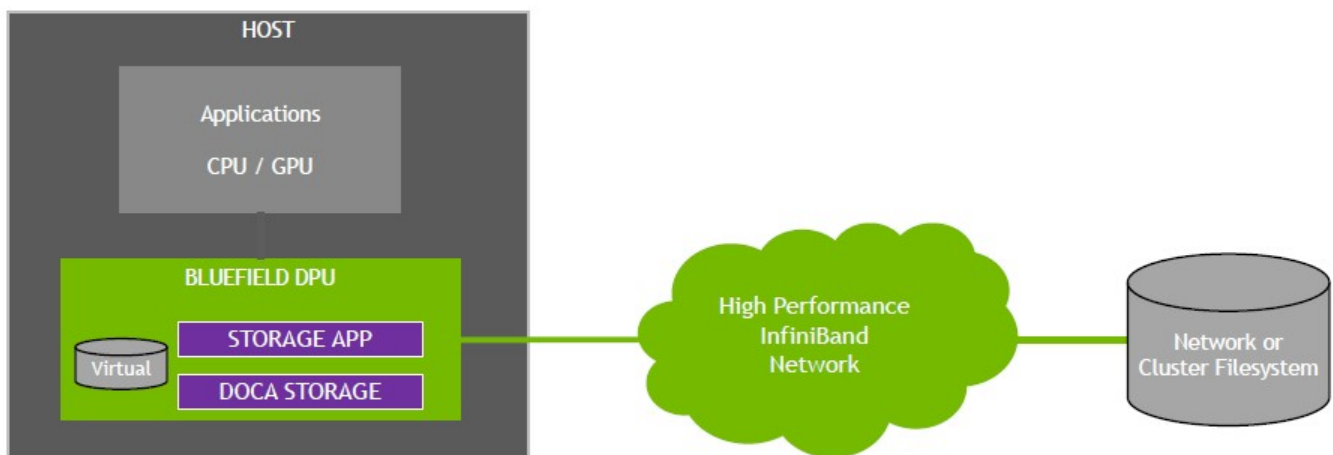 HOST
Applications
CPU / GPU
BLUEFIELD DPU
STORAGE APP
Virtual
DOCA STORAGE
High Performance
InfiniBand
Network
Network or
Cluster Filesystem